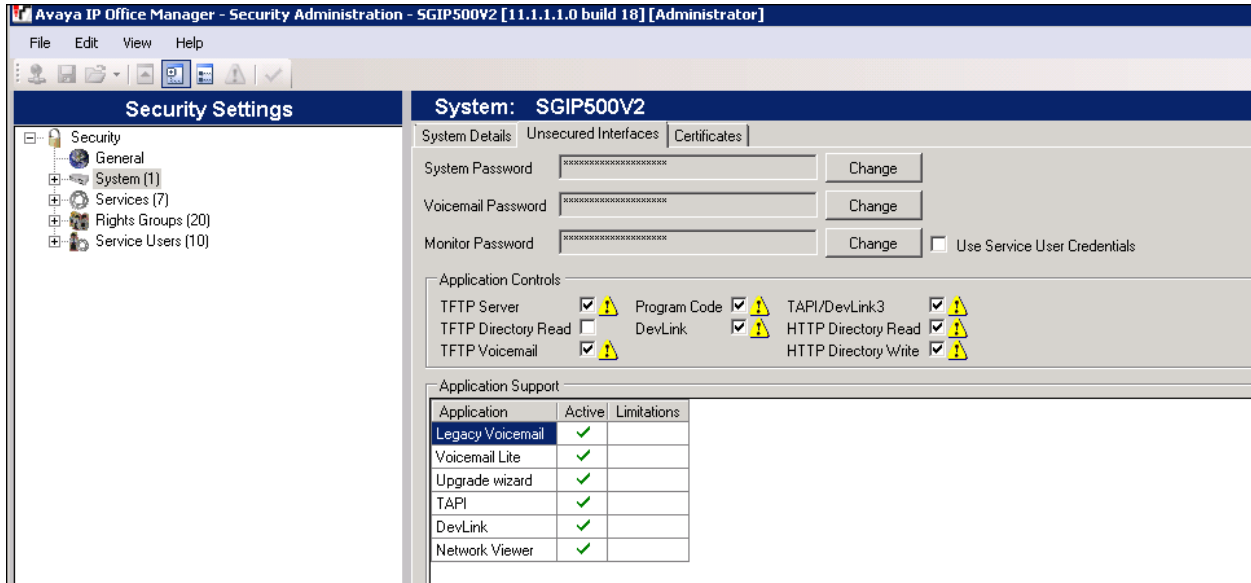 Avaya IP Office Manager - Security Administration - SGIP500V2 [11.1.1.1.0 build 18] [Administrator]
File Edit View Help
Security Settings
Security
General
System (1)
Services (7)
Rights Groups (20)
Service Users (10)
System: SGIP500V2
System Details Unsecured Interfaces Certificates
System Password ******************** Change
Voicemail Password ******************** Change
Monitor Password ******************** Change Use Service User Credentials
Application Controls
TFTP Server Program Code TAPI/DevLink3
TFTP Directory Read DevLink HTTP Directory Read
TFTP Voicemail HTTP Directory Write
Application Support
Application Active Limitations
Legacy Voicemail
Voicemail Lite
Upgrade wizard
TAPI
DevLink
Network Viewer